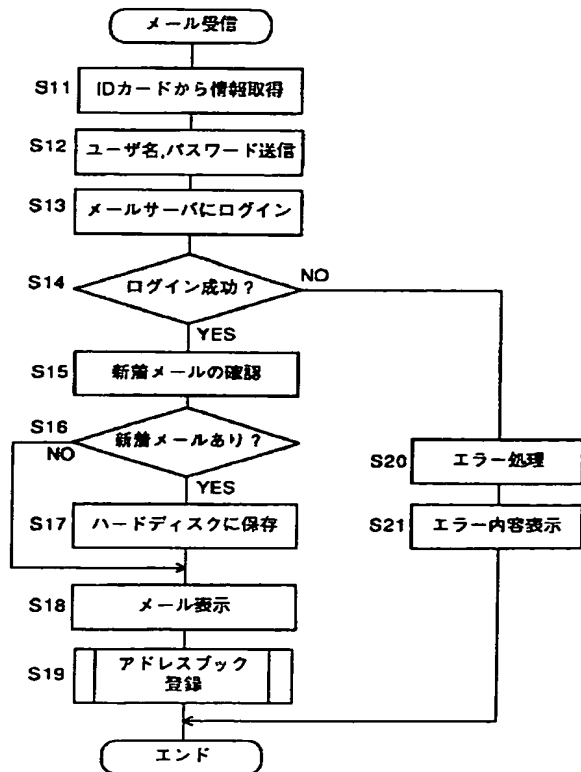 メール受信
S11
IDカードから情報取得
S12
ユーザ名,パスワード送信
S13
メールサーバにログイン
S14
ログイン成功？
NO
YES
S15
新着メールの確認
S16
新着メールあり？
NO
YES
S17
ハードディスクに保存
S20
エラー処理
S21
エラー内容表示
S18
メール表示
S19
アドレスブック
登録
エンド